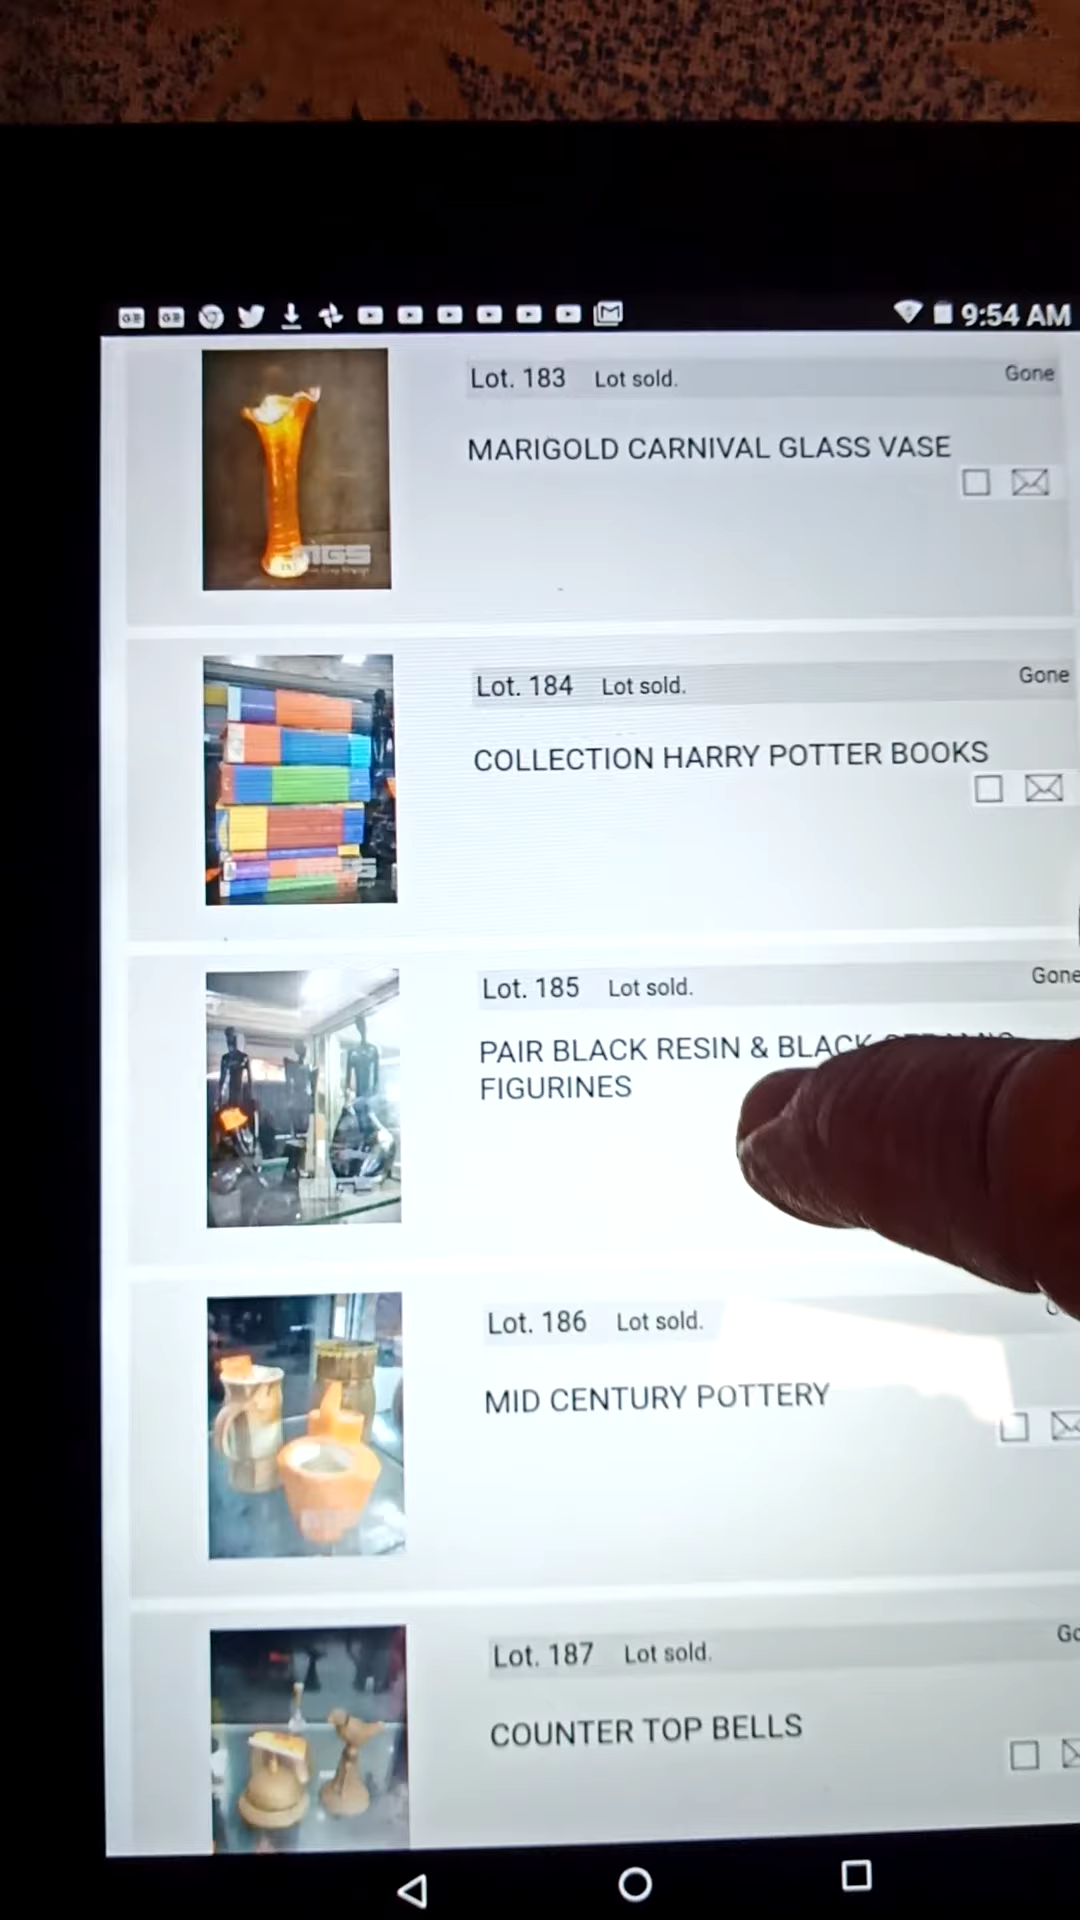 9:54 AM
Lot. 183 Lot sold. Gone
MARIGOLD CARNIVAL GLASS VASE
Lot. 184 Lot sold. Gone
COLLECTION HARRY POTTER BOOKS
Lot. 185 Lot sold. Gone
PAIR BLACK RESIN & BLACK
FIGURINES
Lot. 186 Lot sold.
MID CENTURY POTTERY
Lot. 187 Lot sold.
COUNTER TOP BELLS